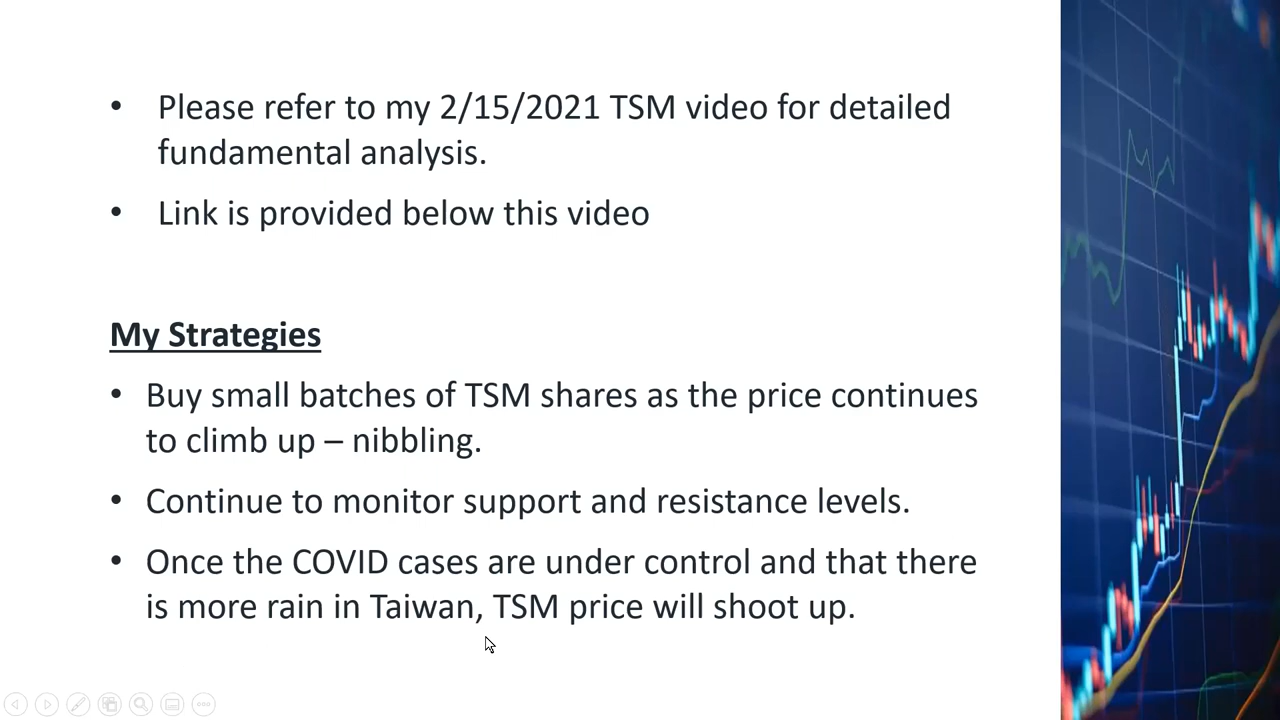 • Please refer to my 2/15/2021 TSM video for detailed
fundamental analysis.
• Link is provided below this video
My Strategies
• Buy small batches of TSM shares as the price continues
to climb up – nibbling.
• Continue to monitor support and resistance levels.
• Once the COVID cases are under control and that there
is more rain in Taiwan, TSM price will shoot up.